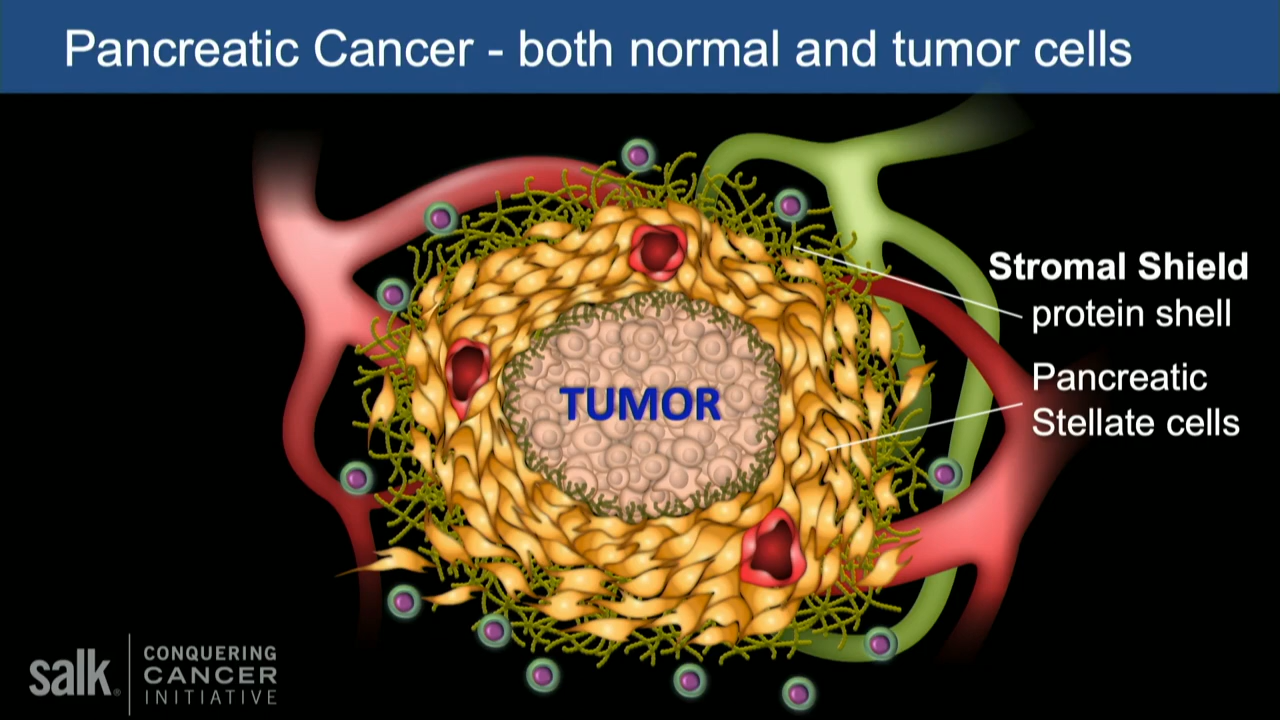 Pancreatic Cancer - both normal and tumor cells
Stromal Shield
protein shell
Pancreatic
Stellate cells
TUMOR
salk®
CONQUERING
CANCER
INITIATIVE